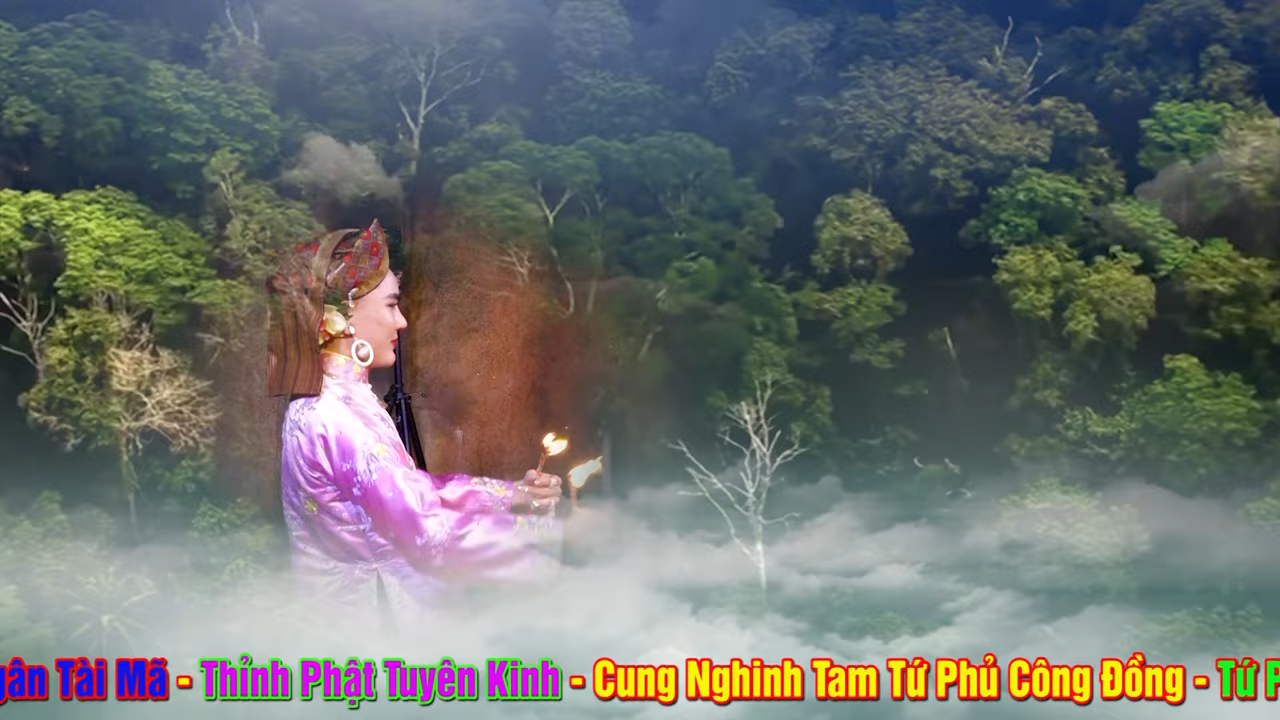 Tài Mã - Thỉnh Phật Tuyên Kinh - Cung Nghinh Tam Tứ Phủ Công Đồng - Tứ